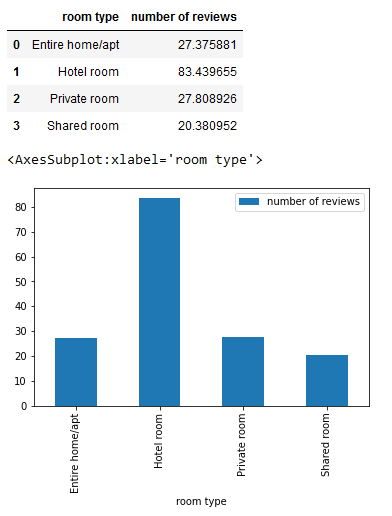 room type number of reviews
0 Entire home/apt 27.375881
1 Hotel room 83.439655
2 Private room 27.808926
3 Shared room 20.380952
<AxesSubplot:xlabel='room type'>
number of reviews
80
70
60
50
40
30
20
10
0
Entire home/apt
Hotel room
Private room
Shared room
room type